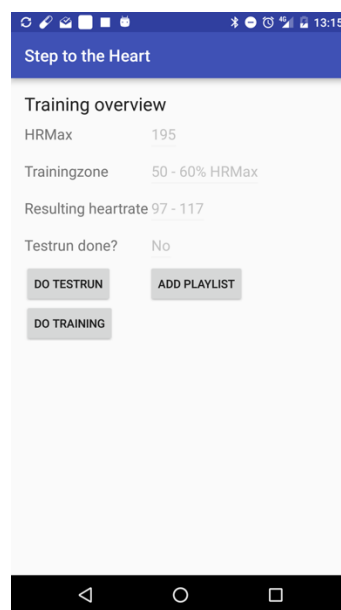 4G 13:15
Step to the Heart
Training overview
HRMax 195
Trainingzone 50 - 60% HRMax
Resulting heartrate 97 - 117
Testrun done? No
DO TESTRUN ADD PLAYLIST
DO TRAINING